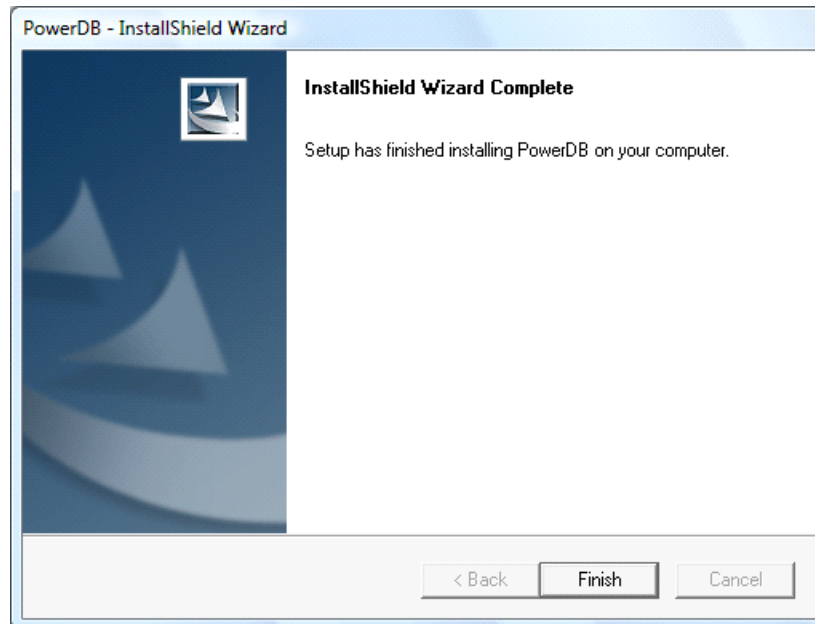 PowerDB - InstallShield Wizard
InstallShield Wizard Complete
Setup has finished installing PowerDB on your computer.
< Back
Finish
Cancel